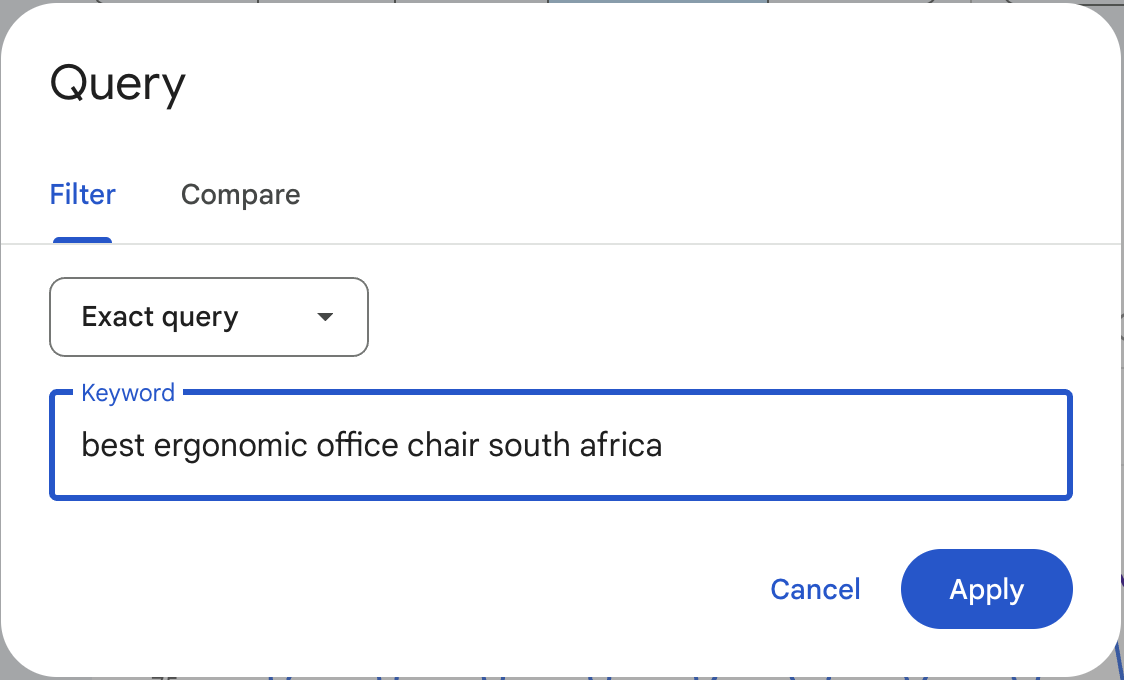 Query
Filter Compare
Exact query
Keyword
best ergonomic office chair south africa
Cancel Apply